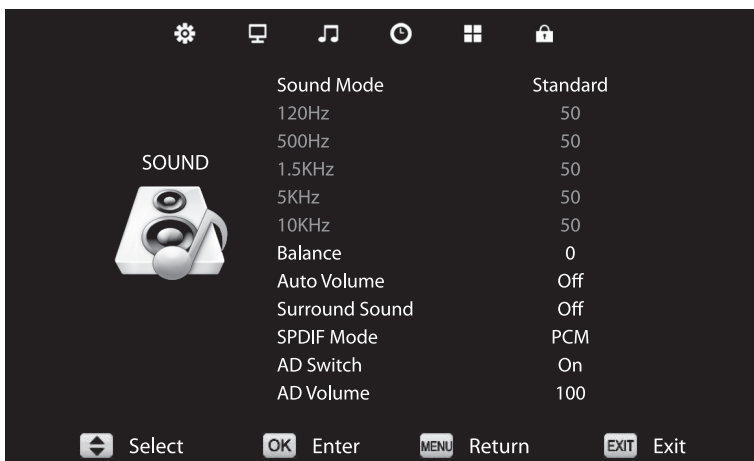 Sound Mode Standard
120Hz 50
500Hz 50
SOUND
1.5KHz 50
5KHz 50
10KHz 50
Balance 0
Auto Volume Off
Surround Sound Off
SPDIF Mode PCM
AD Switch On
AD Volume 100
Select OK Enter MENU Return EXIT Exit